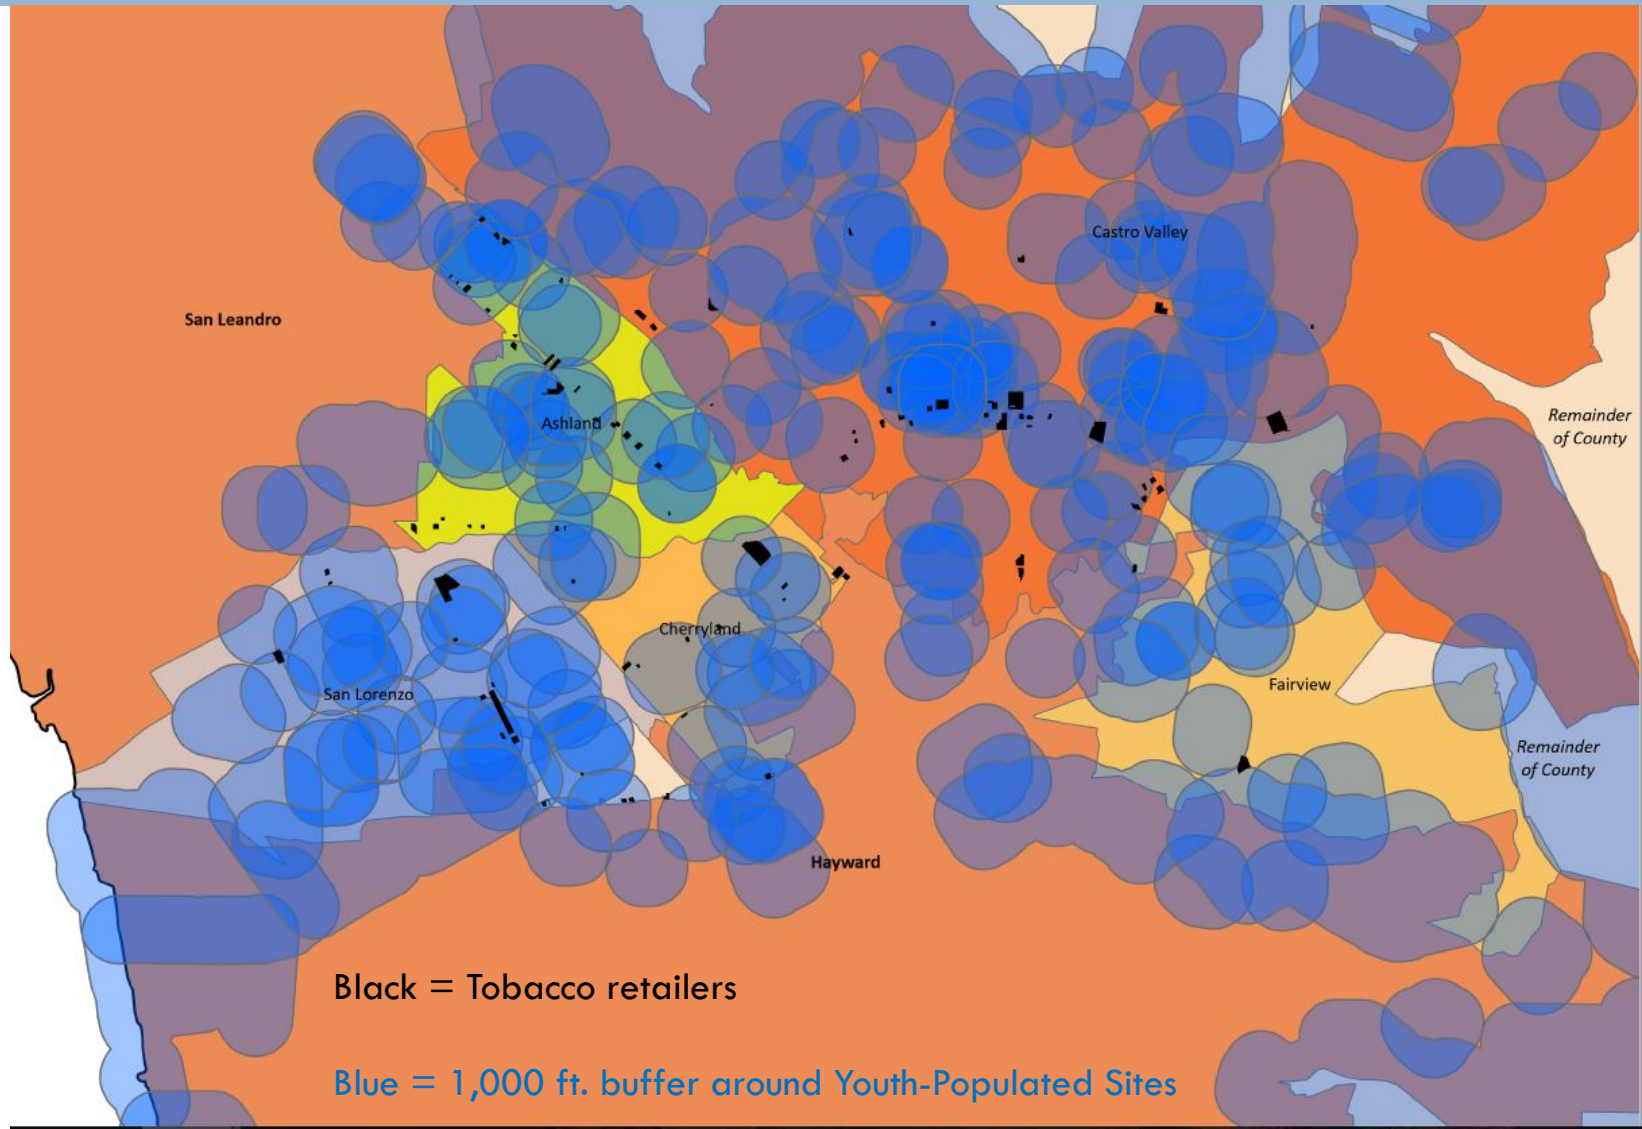 Castro Valley
San Leandro
Remainder
of County
Ashland
Cherryland
San Lorenzo
Fairview
Remainder
of County
Hayward
Black = Tobacco retailers
Blue = 1,000 ft. buffer around Youth-Populated Sites